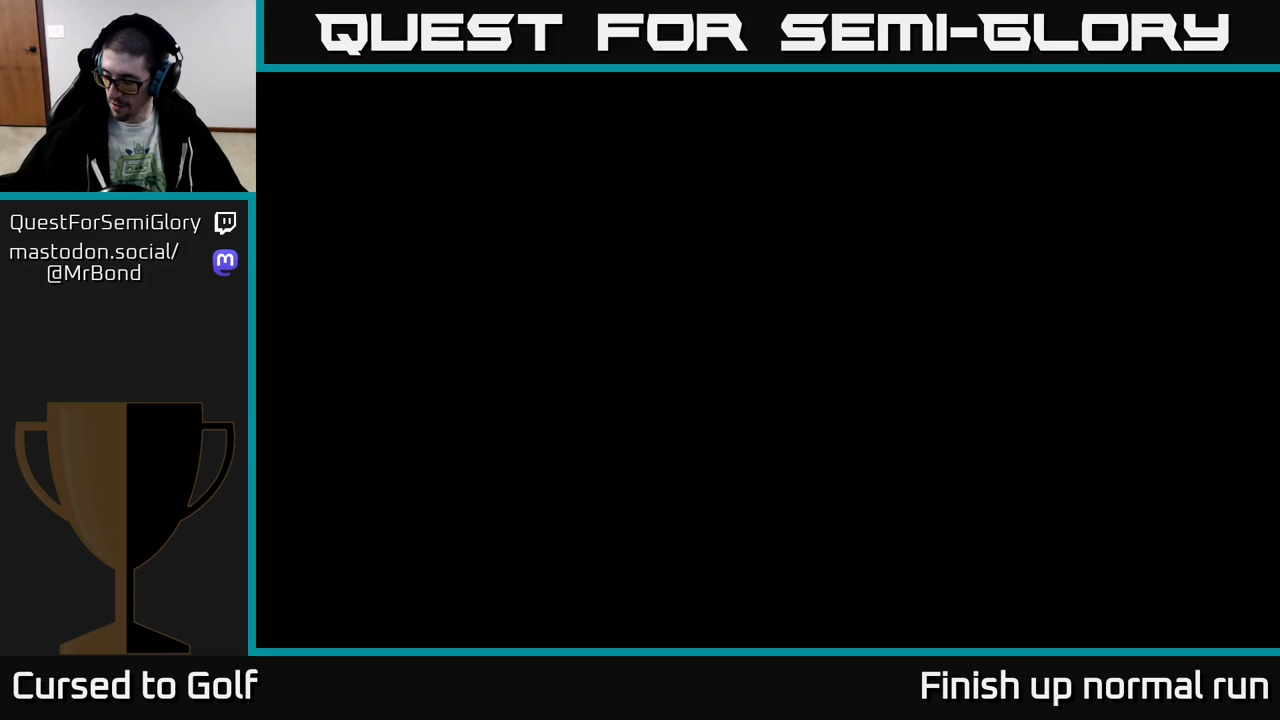 QUEST FOR SEMI-GLORY
QuestForSemiGlory
mastodon.social/
@MrBond
Cursed to Golf
Finish up normal run